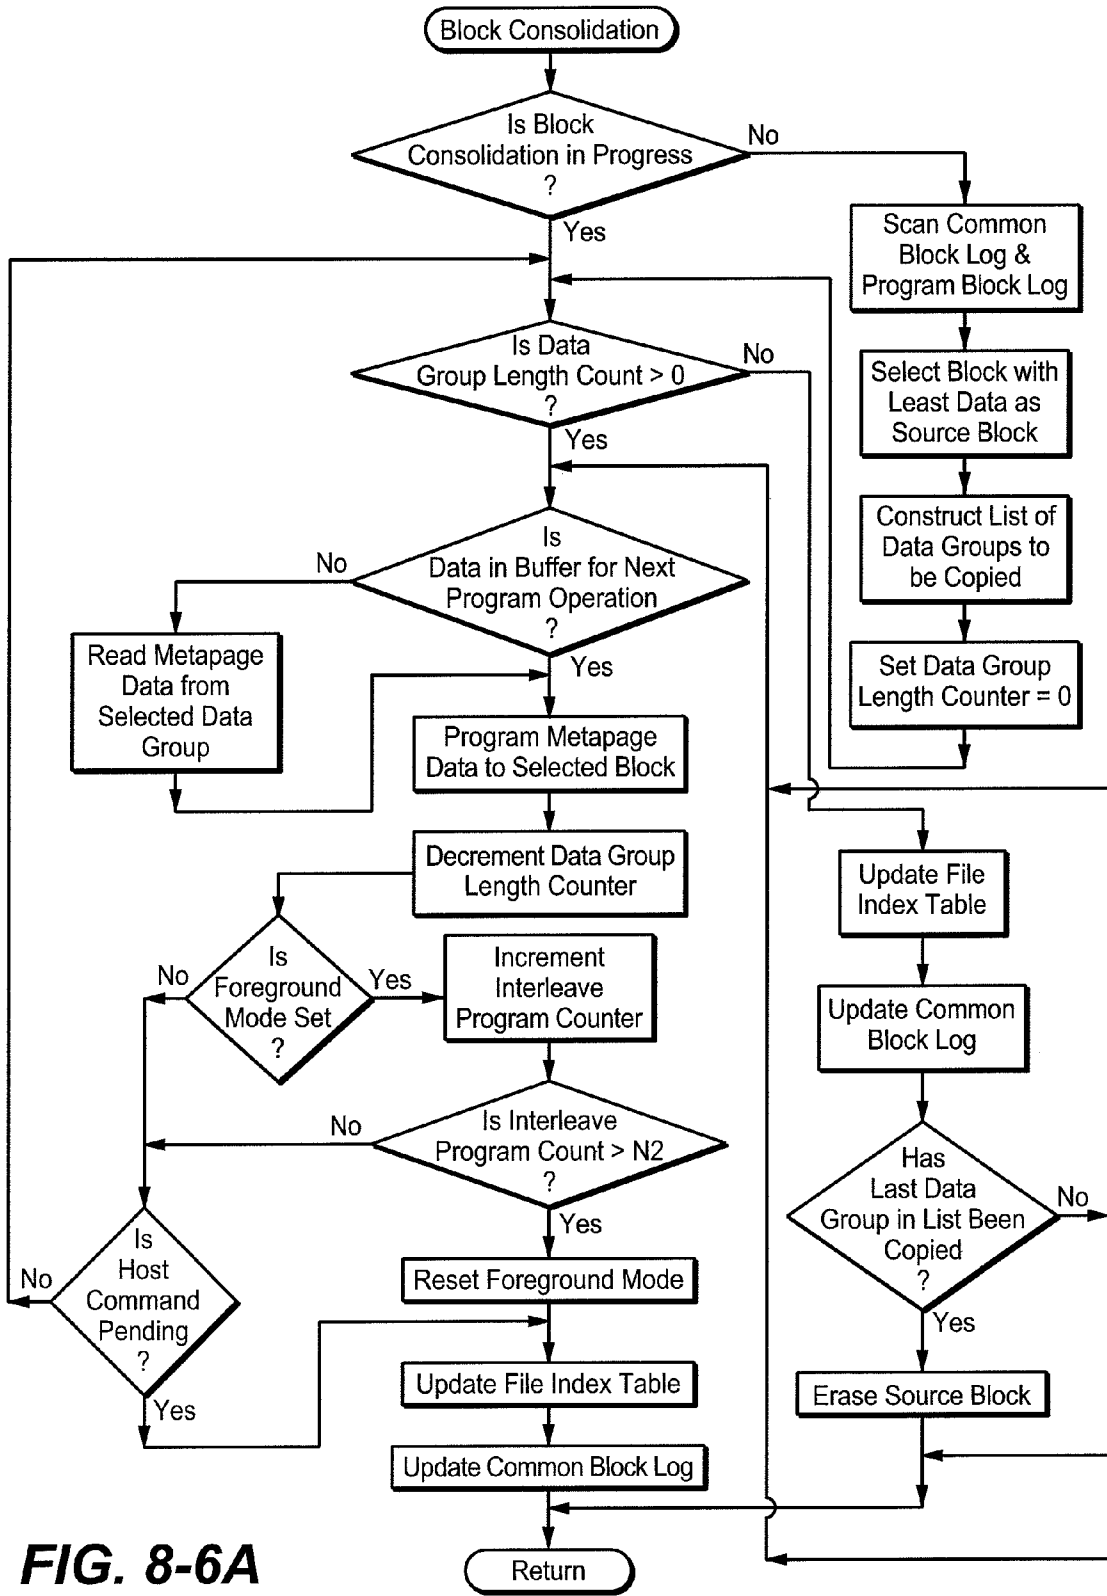 Block Consolidation
Is Block
Consolidation in Progress
?
No
Yes
Scan Common
Block Log &
Program Block Log
Is Data
Group Length Count > 0
?
No
Yes
Select Block with
Least Data as
Source Block
Is
Data in Buffer for Next
Program Operation
?
No
Yes
Construct List of
Data Groups to
be Copied
Read Metapage
Data from
Selected Data
Group
Set Data Group
Length Counter = 0
Program Metapage
Data to Selected Block
Decrement Data Group
Length Counter
Update File
Index Table
Is
Foreground
Mode Set
?
No
Yes
Increment
Interleave
Program Counter
Update Common
Block Log
Is Interleave
Program Count > N2
?
No
Yes
Has
Last Data
Group in List Been
Copied
?
No
Yes
Is
Host
Command
Pending
?
No
Yes
Reset Foreground Mode
Update File Index Table
Erase Source Block
Update Common Block Log
Return
FIG. 8-6A